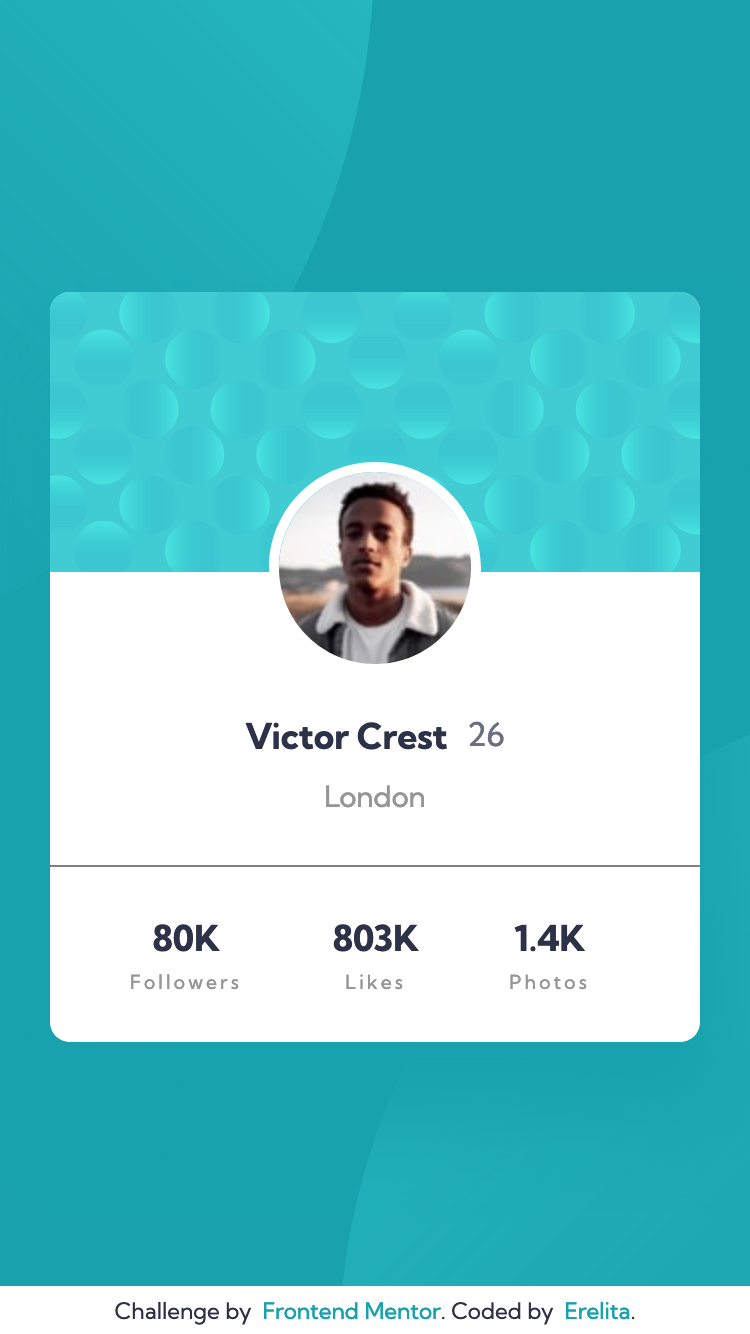 Victor Crest 26
London
80K 803K 1.4K
Followers Likes Photos
Challenge by Frontend Mentor. Coded by Erelita.